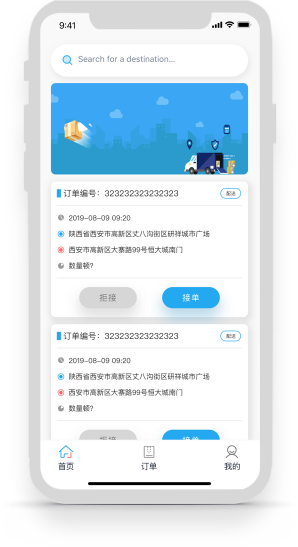 9:41
Search for a destination...
订单编号：323232323232323 配送
2019-08-09 09:20
陕西省西安市高新区丈八沟街区研祥城市广场
西安市高新区大寨路99号恒大城南门
数量顿?
拒接 接单
订单编号：323232323232323 配送
2019-08-09 09:20
陕西省西安市高新区丈八沟街区研祥城市广场
西安市高新区大寨路99号恒大城南门
数量顿?
拒接 接单
首页 订单 我的